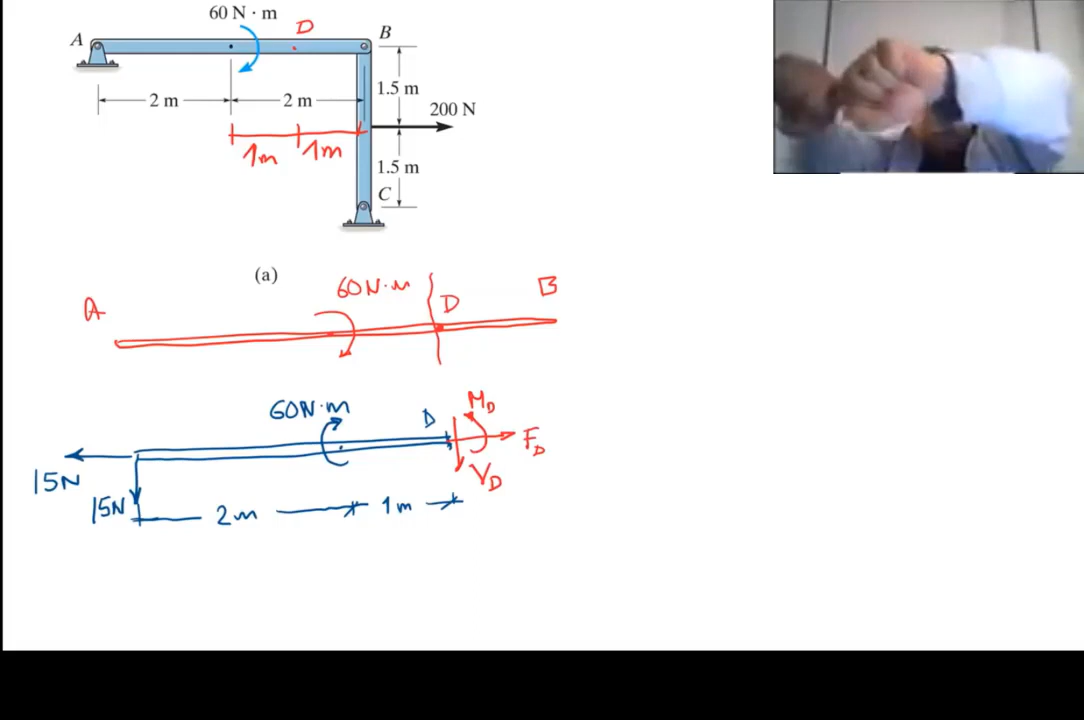 60 N · m
D
A
B
1.5 m
2 m
2 m
200 N
1m
1m
1.5 m
C
(a)
60N·m
A
D
B
60N·m
D
M_D
F_D
15N
V_D
15N
2m
1m